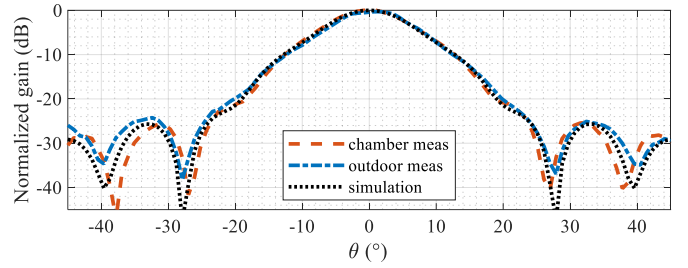 Normalized gain (dB)
0
-10
-20
-30
-40
chamber meas
outdoor meas
simulation
-40 -30 -20 -10 0 10 20 30 40
θ (°)